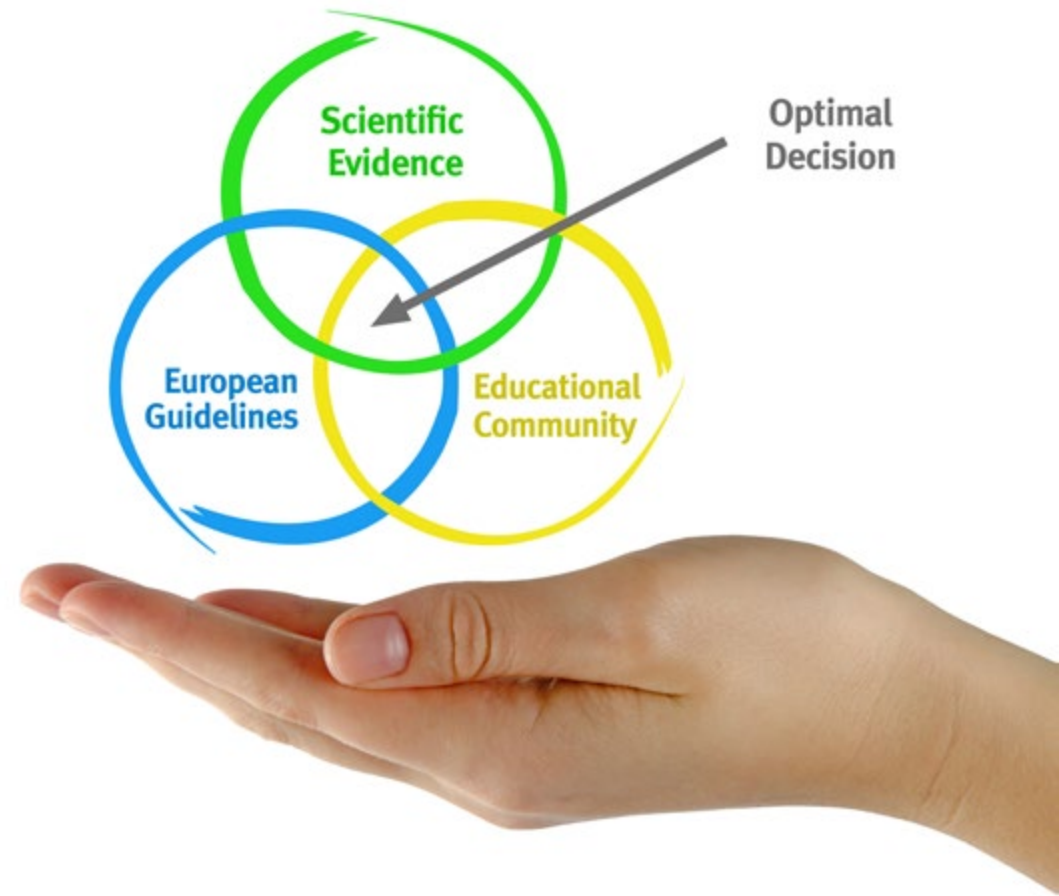 Scientific
Evidence
Optimal
Decision
European
Guidelines
Educational
Community